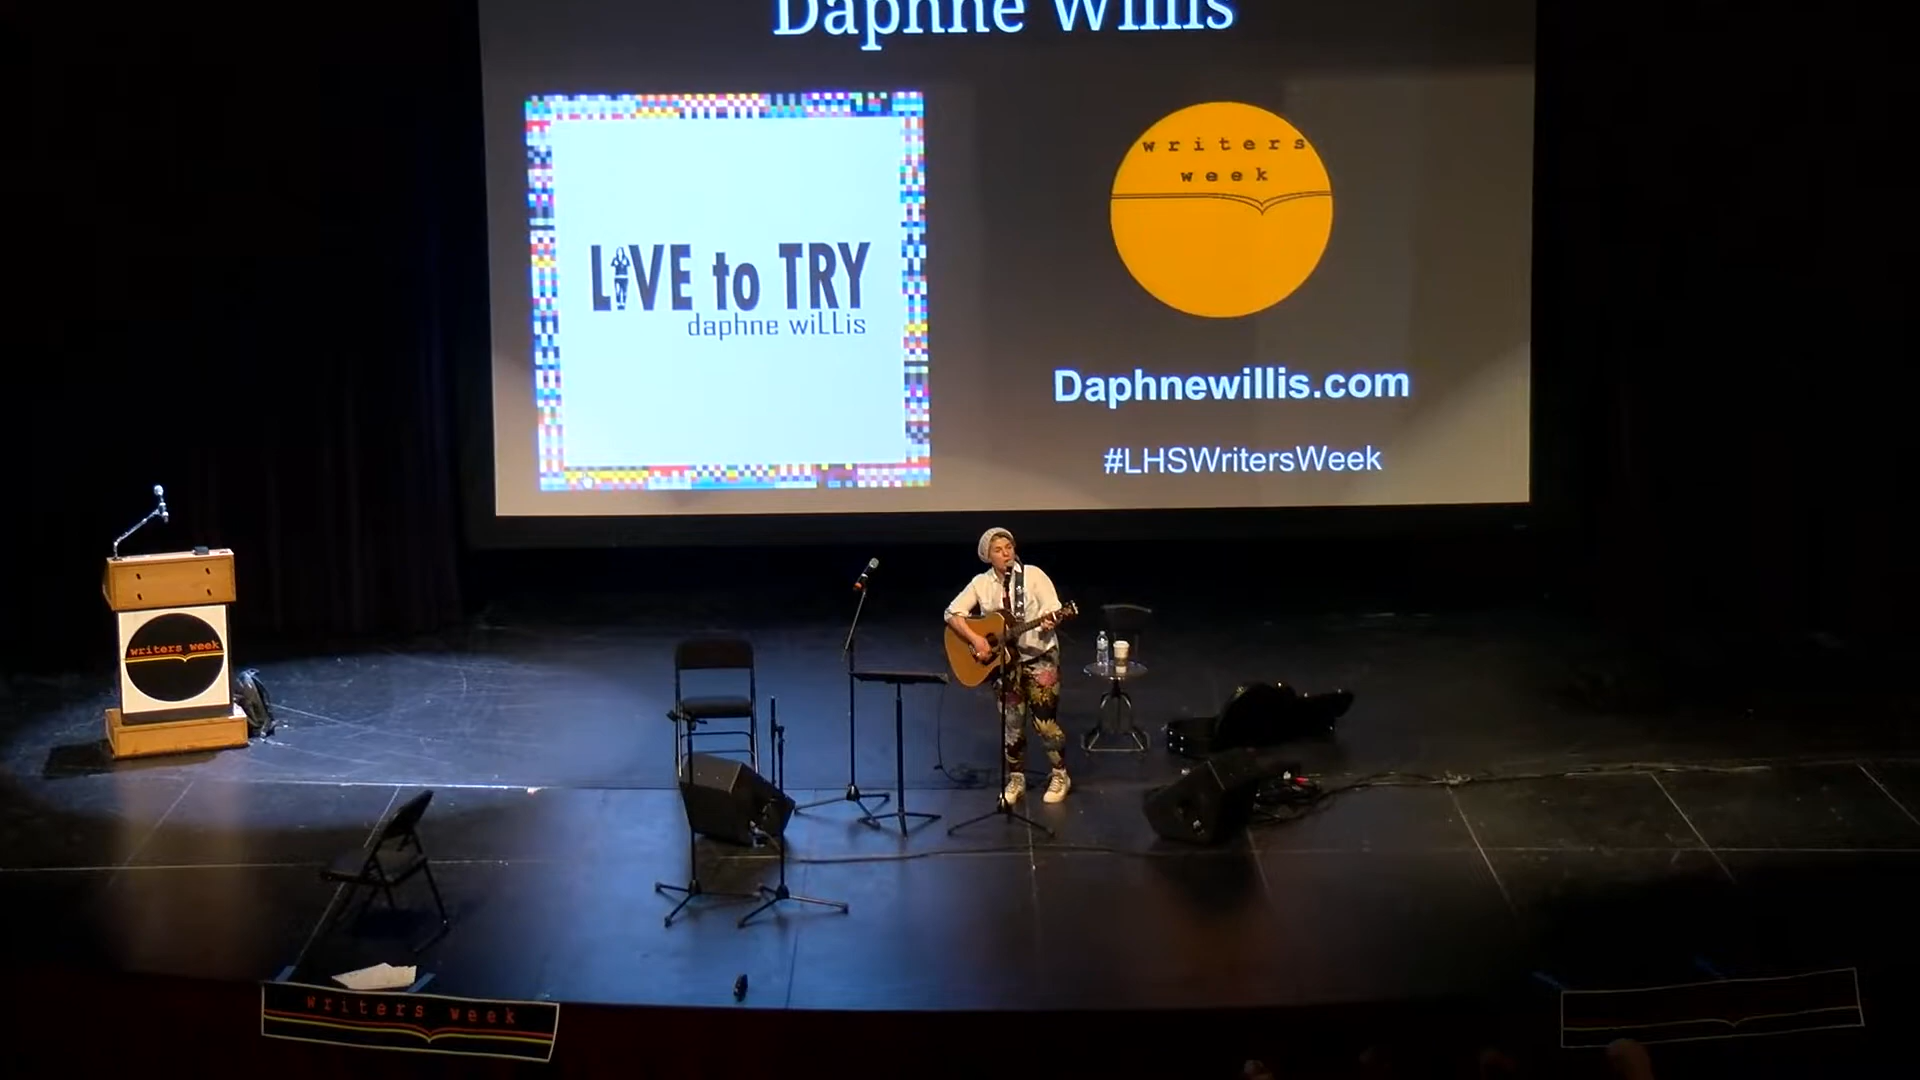 Daphne Willis
LIVE to TRY
daphne wiLLis
writers
week
Daphnewillis.com
#LHSWritersWeek
writers week
writers week